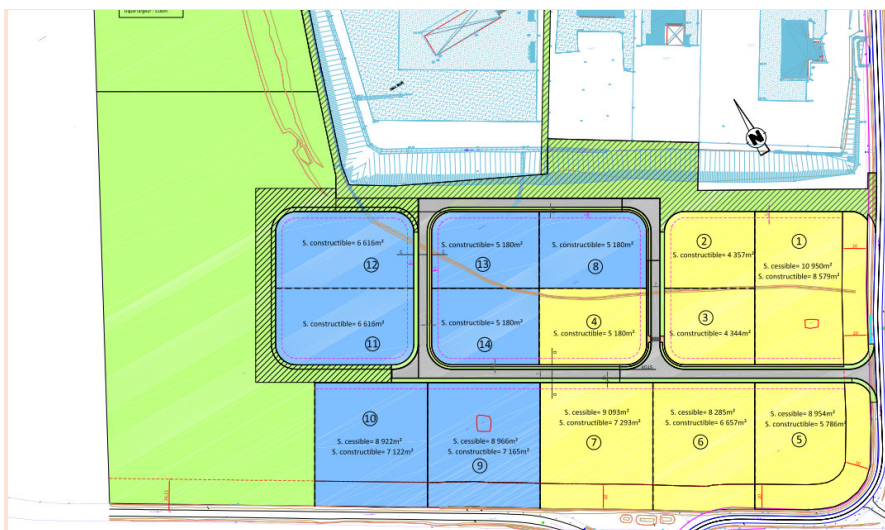 N
②
S. constructible= 4 357m²
①
S. cessible= 10 950m²
S. constructible= 8 579m²
S. constructible= 6 616m²
⑫
S. constructible= 5 180m²
⑬
S. constructible= 5 180m²
⑧
S. constructible= 6 616m²
⑪
S. constructible= 5 180m²
⑭
④
S. constructible= 5 180m²
③
S. constructible= 4 344m²
⑩
S. cessible= 8 922m²
S. constructible= 7 122m²
S. cessible= 8 966m²
S. constructible= 7 165m²
⑨
S. cessible= 9 093m²
S. constructible= 7 293m²
⑦
S. cessible= 8 285m²
S. constructible= 6 657m²
⑥
S. cessible= 8 954m²
S. constructible= 5 786m²
⑤